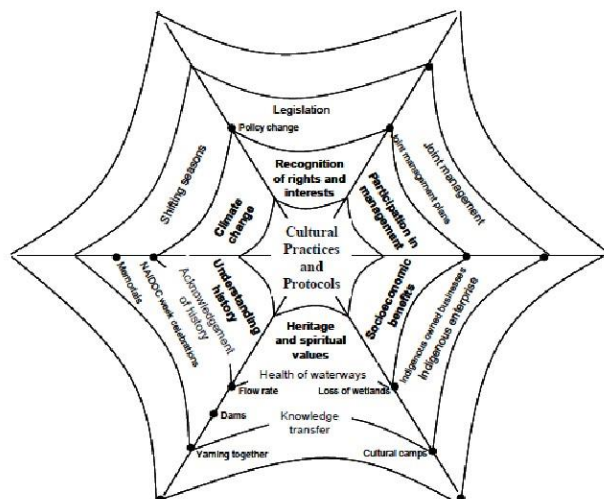 Legislation
Policy change
Recognition
of rights and
interests
Shifting seasons
Climate
change
Participation in
management
Joint management plans
Joint management
Cultural
Practices
and
Protocols
Understanding
history
Acknowledgement
of history
NAIDOC week celebrations
Memorials
Socioeconomic
benefits
Indigenous owned businesses
Indigenous enterprise
Heritage
and spiritual
values
Health of waterways
Flow rate
Loss of wetlands
Dams
Knowledge
transfer
Yarning together
Cultural camps